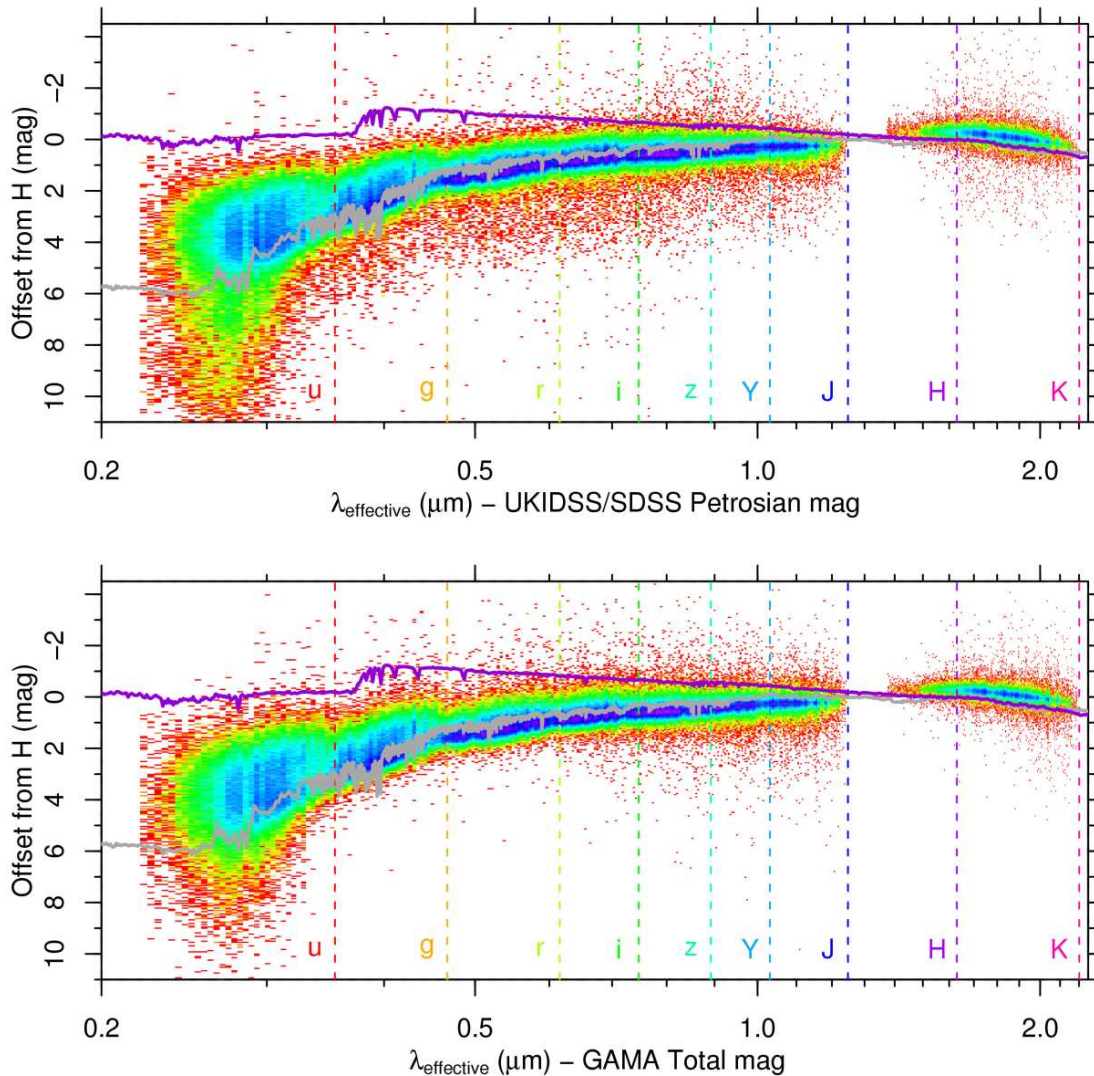 Offset from H (mag)
-2
0
2
4
6
8
10
u g r i z Y J H K
0.2 0.5 1.0 2.0
λeffective (μm) − UKIDSS/SDSS Petrosian mag
Offset from H (mag)
-2
0
2
4
6
8
10
u g r i z Y J H K
0.2 0.5 1.0 2.0
λeffective (μm) − GAMA Total mag